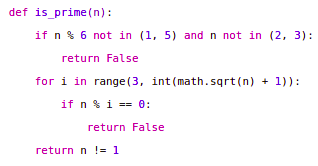 def is_prime(n):
    if n % 6 not in (1, 5) and n not in (2, 3):
        return False
    for i in range(3, int(math.sqrt(n) + 1)):
        if n % i == 0:
            return False
    return n != 1